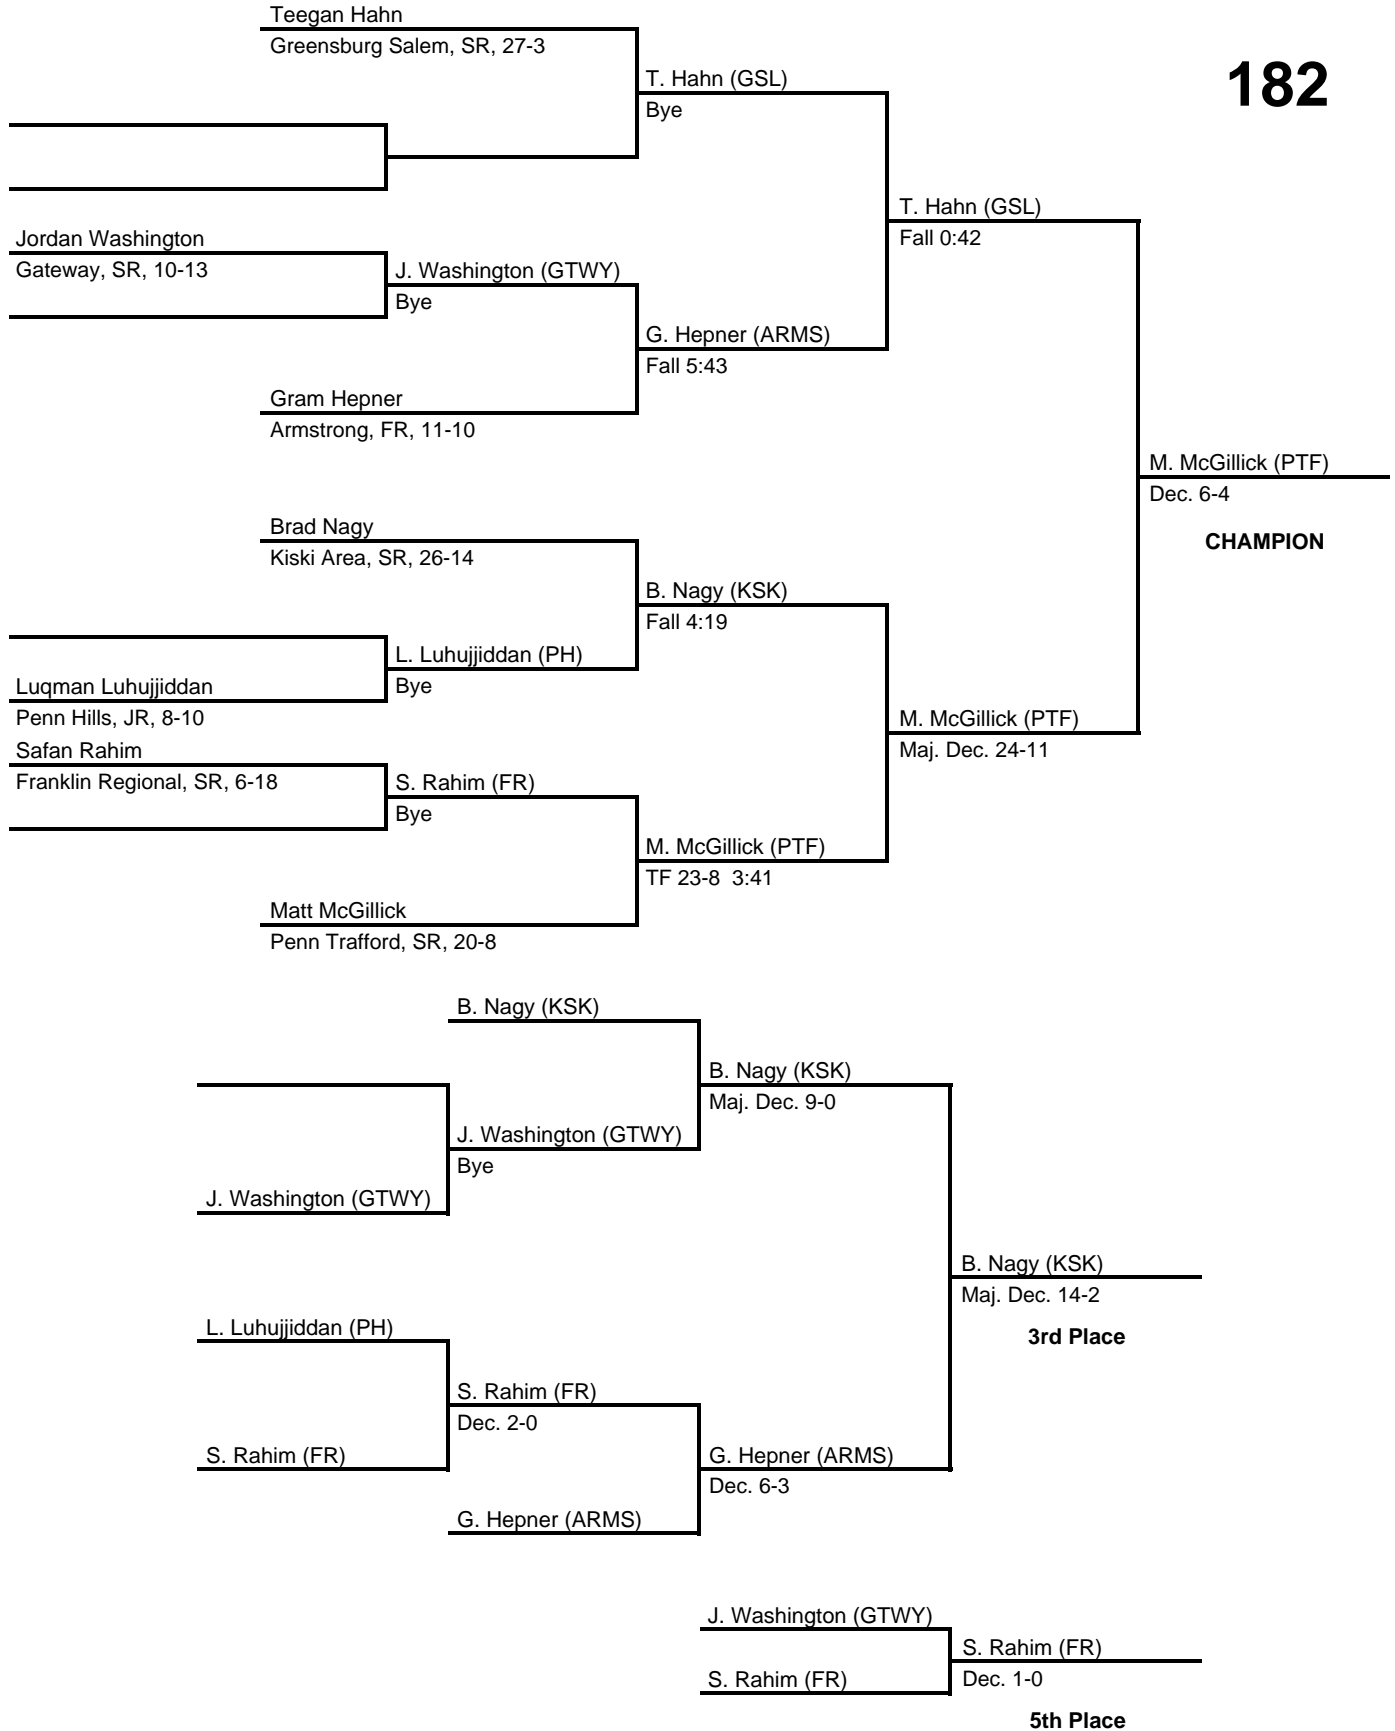 Teegan Hahn
Greensburg Salem, SR, 27-3
182
T. Hahn (GSL)
Bye
T. Hahn (GSL)
Fall 0:42
Jordan Washington
Gateway, SR, 10-13
J. Washington (GTWY)
Bye
G. Hepner (ARMS)
Fall 5:43
Gram Hepner
Armstrong, FR, 11-10
M. McGillick (PTF)
Dec. 6-4
CHAMPION
Brad Nagy
Kiski Area, SR, 26-14
B. Nagy (KSK)
Fall 4:19
L. Luhujjiddan (PH)
Bye
Luqman Luhujjiddan
Penn Hills, JR, 8-10
M. McGillick (PTF)
Maj. Dec. 24-11
Safan Rahim
Franklin Regional, SR, 6-18
S. Rahim (FR)
Bye
M. McGillick (PTF)
TF 23-8  3:41
Matt McGillick
Penn Trafford, SR, 20-8
B. Nagy (KSK)
B. Nagy (KSK)
Maj. Dec. 9-0
J. Washington (GTWY)
Bye
J. Washington (GTWY)
B. Nagy (KSK)
Maj. Dec. 14-2
3rd Place
L. Luhujjiddan (PH)
S. Rahim (FR)
Dec. 2-0
S. Rahim (FR)
G. Hepner (ARMS)
Dec. 6-3
G. Hepner (ARMS)
J. Washington (GTWY)
S. Rahim (FR)
Dec. 1-0
S. Rahim (FR)
5th Place